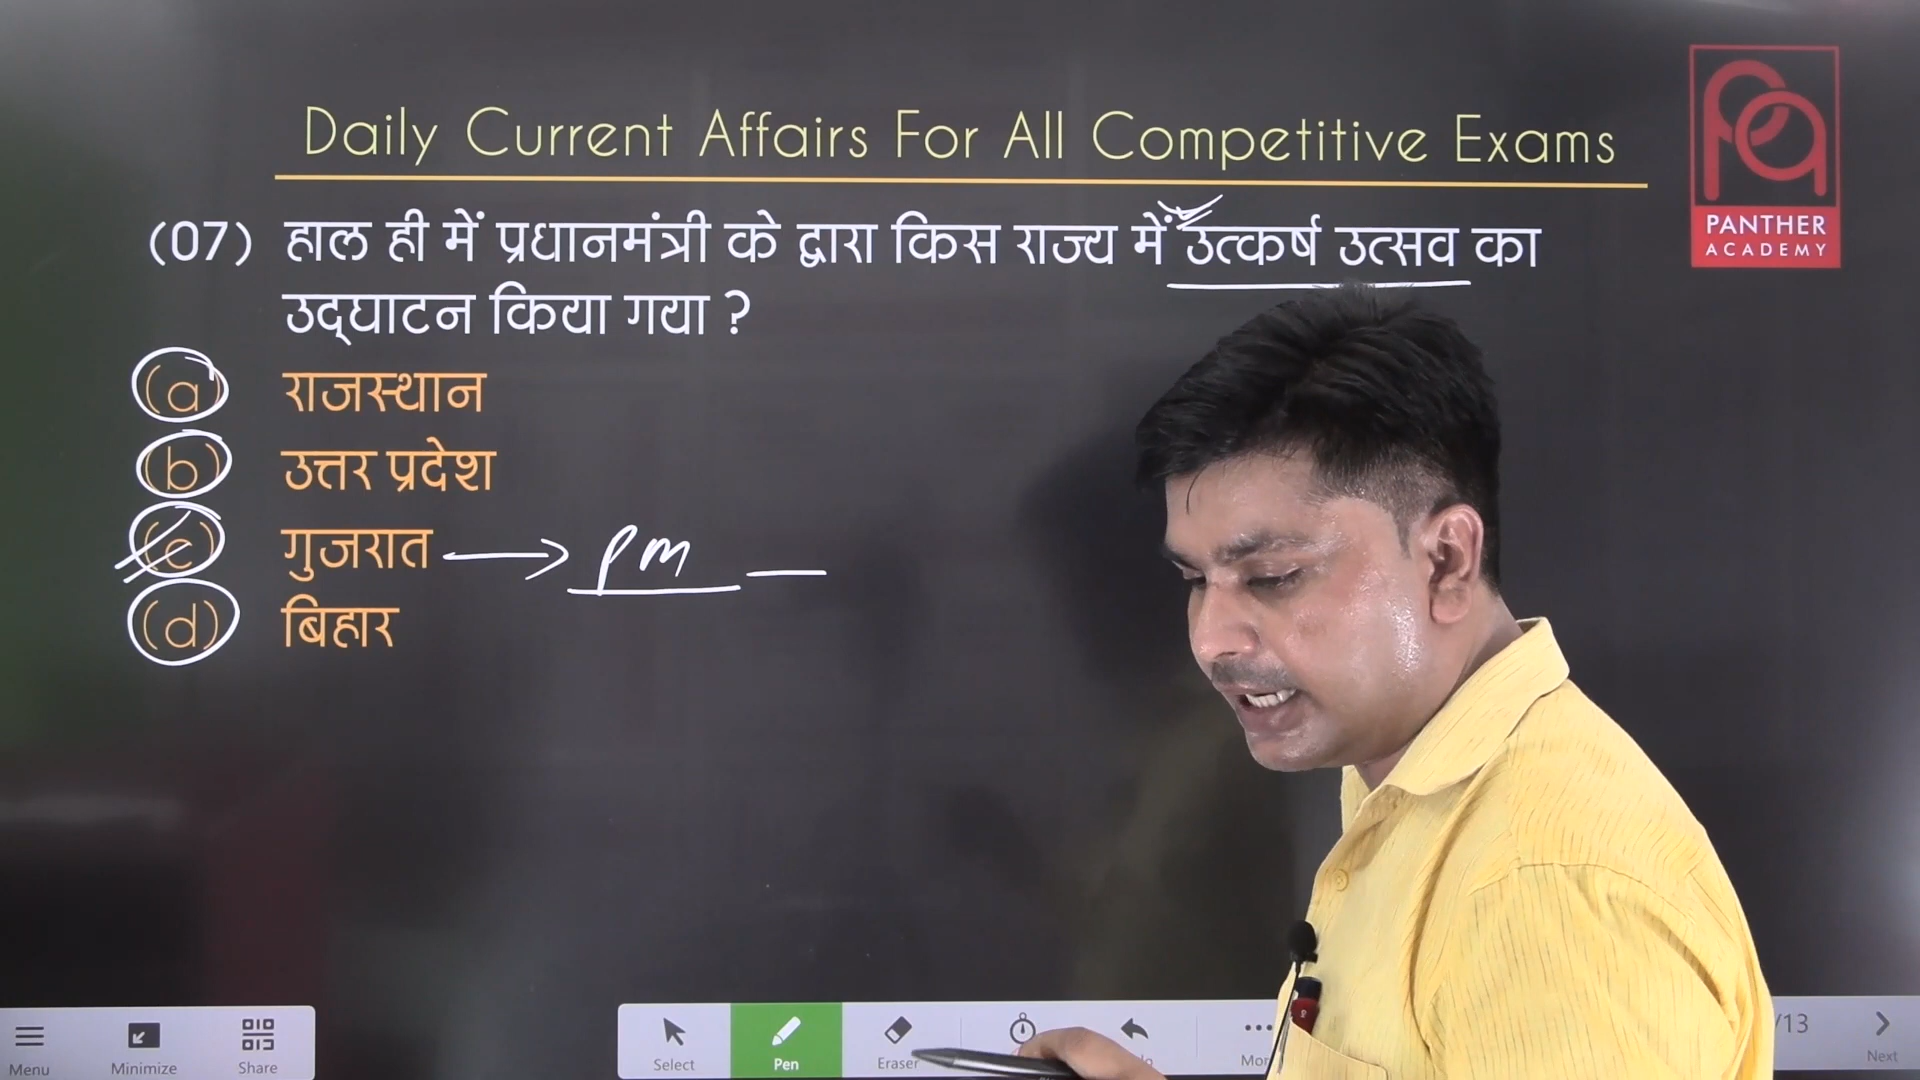 Daily Current Affairs For All Competitive Exams
PANTHER
ACADEMY
(07) हाल ही में प्रधानमंत्री के द्वारा किस राज्य में उत्कर्ष उत्सव का
उद्घाटन किया गया ?
(a) राजस्थान
(b) उत्तर प्रदेश
(c) गुजरात → PM
(d) बिहार
Menu Minimize Share Select Pen Eraser /13 Next